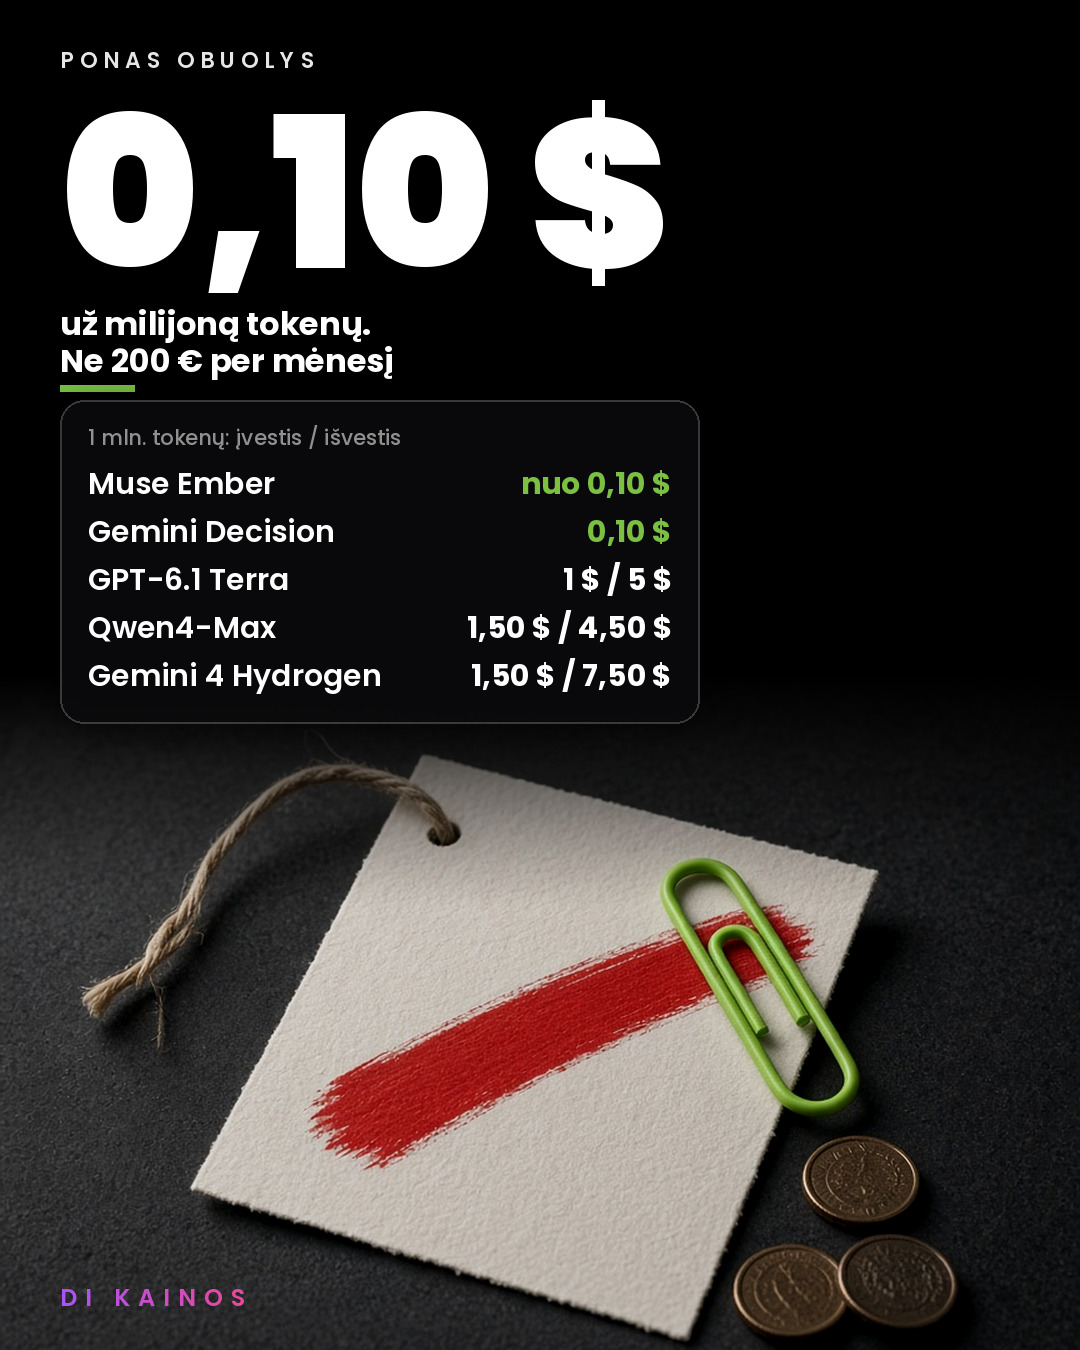 PONAS OBUOLYS
0,10 $
už milijoną tokenų.
Ne 200 € per mėnesį
1 mln. tokenų: įvestis / išvestis
Muse Ember nuo 0,10 $
Gemini Decision 0,10 $
GPT-6.1 Terra 1 $ / 5 $
Qwen4-Max 1,50 $ / 4,50 $
Gemini 4 Hydrogen 1,50 $ / 7,50 $
DI KAINOS